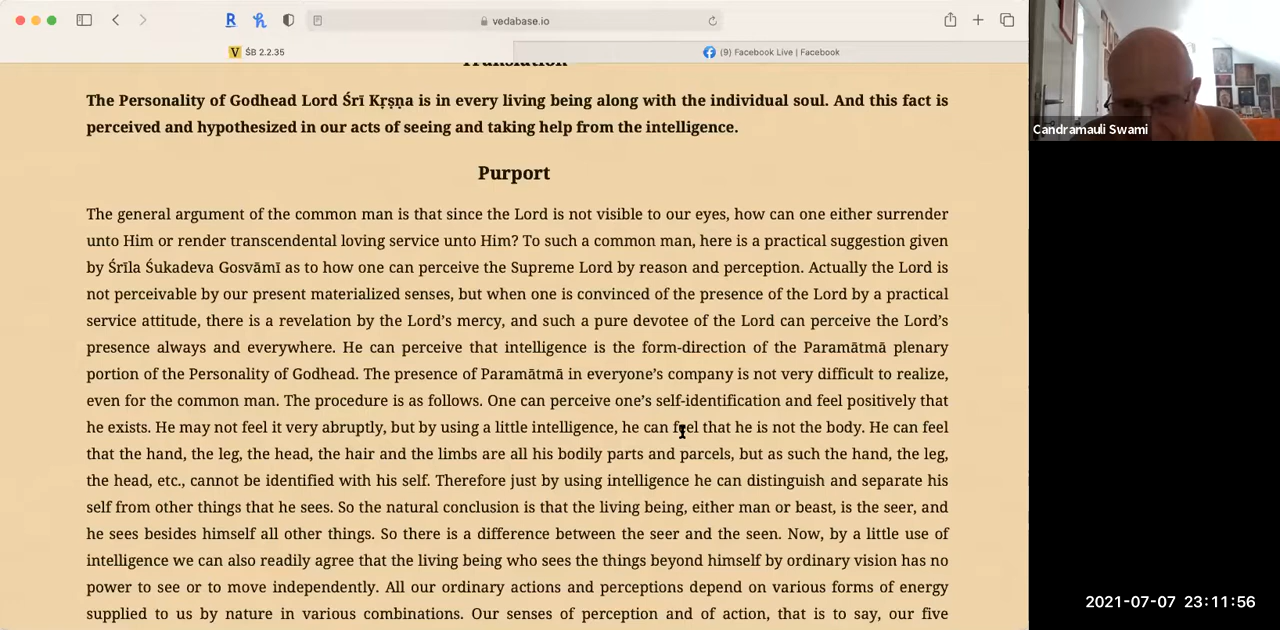 vedabase.io
ŚB 2.2.35
(9) Facebook Live | Facebook
Translation
The Personality of Godhead Lord Śrī Kṛṣṇa is in every living being along with the individual soul. And this fact is
perceived and hypothesized in our acts of seeing and taking help from the intelligence.
Purport
The general argument of the common man is that since the Lord is not visible to our eyes, how can one either surrender
unto Him or render transcendental loving service unto Him? To such a common man, here is a practical suggestion given
by Śrīla Śukadeva Gosvāmī as to how one can perceive the Supreme Lord by reason and perception. Actually the Lord is
not perceivable by our present materialized senses, but when one is convinced of the presence of the Lord by a practical
service attitude, there is a revelation by the Lord’s mercy, and such a pure devotee of the Lord can perceive the Lord’s
presence always and everywhere. He can perceive that intelligence is the form-direction of the Paramātmā plenary
portion of the Personality of Godhead. The presence of Paramātmā in everyone’s company is not very difficult to realize,
even for the common man. The procedure is as follows. One can perceive one’s self-identification and feel positively that
he exists. He may not feel it very abruptly, but by using a little intelligence, he can feel that he is not the body. He can feel
that the hand, the leg, the head, the hair and the limbs are all his bodily parts and parcels, but as such the hand, the leg,
the head, etc., cannot be identified with his self. Therefore just by using intelligence he can distinguish and separate his
self from other things that he sees. So the natural conclusion is that the living being, either man or beast, is the seer, and
he sees besides himself all other things. So there is a difference between the seer and the seen. Now, by a little use of
intelligence we can also readily agree that the living being who sees the things beyond himself by ordinary vision has no
power to see or to move independently. All our ordinary actions and perceptions depend on various forms of energy
supplied to us by nature in various combinations. Our senses of perception and of action, that is to say, our five
Candramauli Swami
2021-07-07 23:11:56